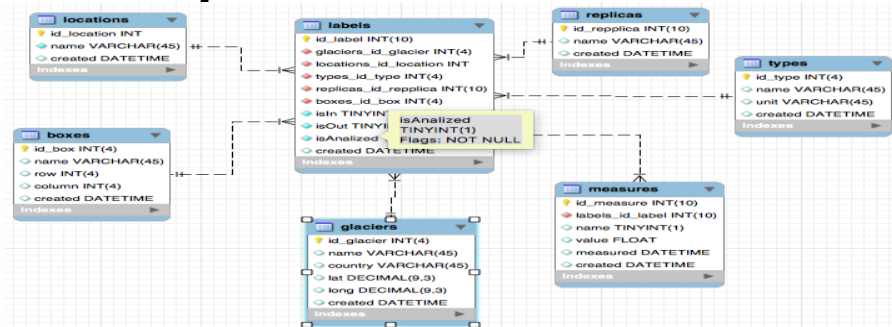 locations
id_location INT
name VARCHAR(45)
created DATETIME
Indexes
labels
id_label INT(10)
glaciers_id_glacier INT(4)
locations_id_location INT
types_id_type INT(4)
replicas_id_repplica INT(10)
boxes_id_box INT(4)
isIn TINYIN
isOut TINYI
isAnalized
created DATETIME
Indexes
isAnalized
TINYINT(1)
Flags: NOT NULL
replicas
id_repplica INT(10)
name VARCHAR(45)
created DATETIME
Indexes
types
id_type INT(4)
name VARCHAR(45)
unit VARCHAR(45)
created DATETIME
Indexes
boxes
id_box INT(4)
name VARCHAR(45)
row INT(4)
column INT(4)
created DATETIME
Indexes
glaciers
id_glacier INT(4)
name VARCHAR(45)
country VARCHAR(45)
lat DECIMAL(9,3)
long DECIMAL(9,3)
created DATETIME
Indexes
measures
id_measure INT(10)
labels_id_label INT(10)
name TINYINT(1)
value FLOAT
measured DATETIME
created DATETIME
Indexes